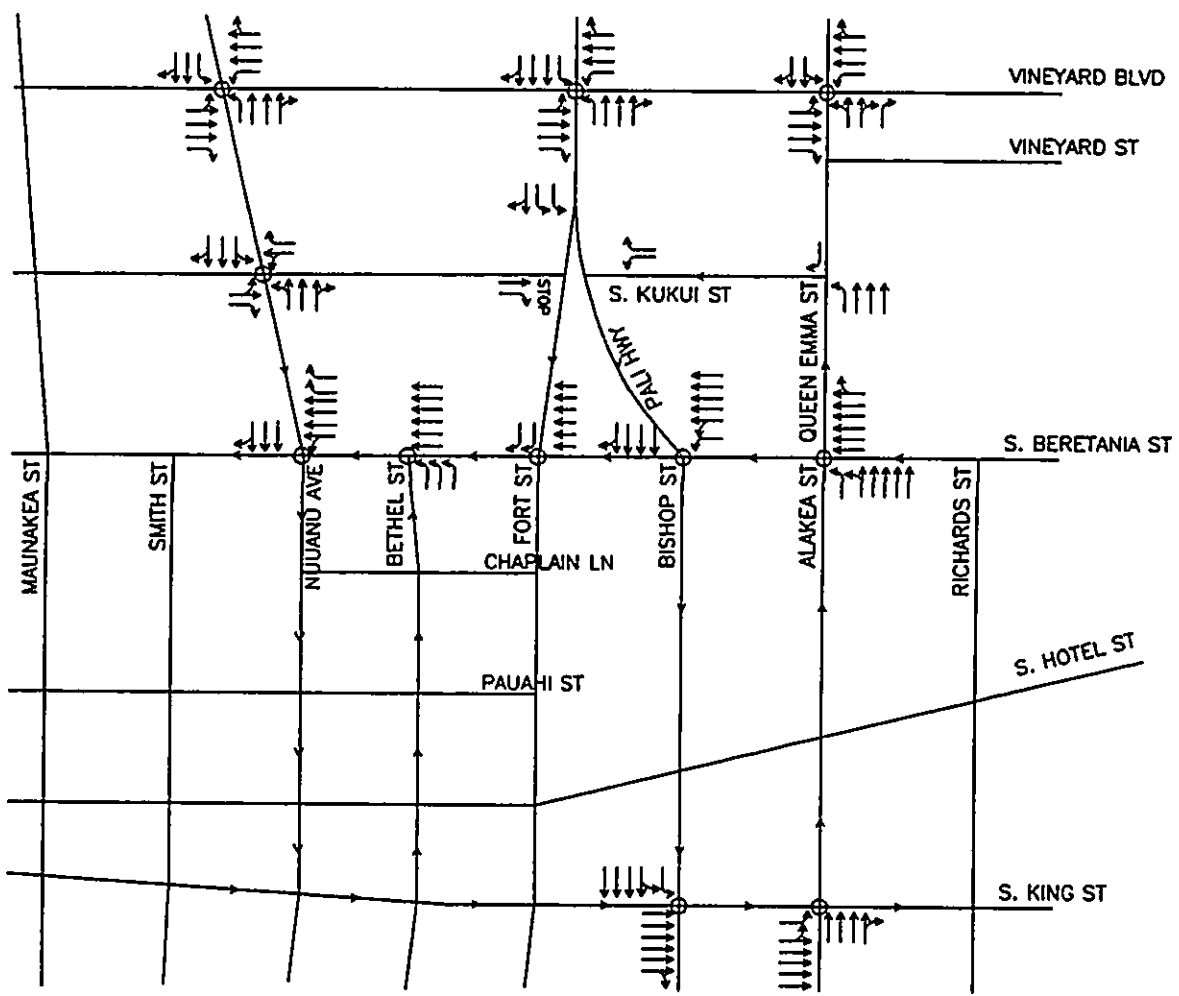 VINEYARD BLVD
VINEYARD ST
S. KUKUI ST
STOP
QUEEN EMMA ST
PALI HWY
S. BERETANIA ST
MAUNAKEA ST
SMITH ST
NUUANU AVE
BETHEL ST
FORT ST
BISHOP ST
ALAKEA ST
RICHARDS ST
CHAPLAIN LN
S. HOTEL ST
PAUAHI ST
S. KING ST